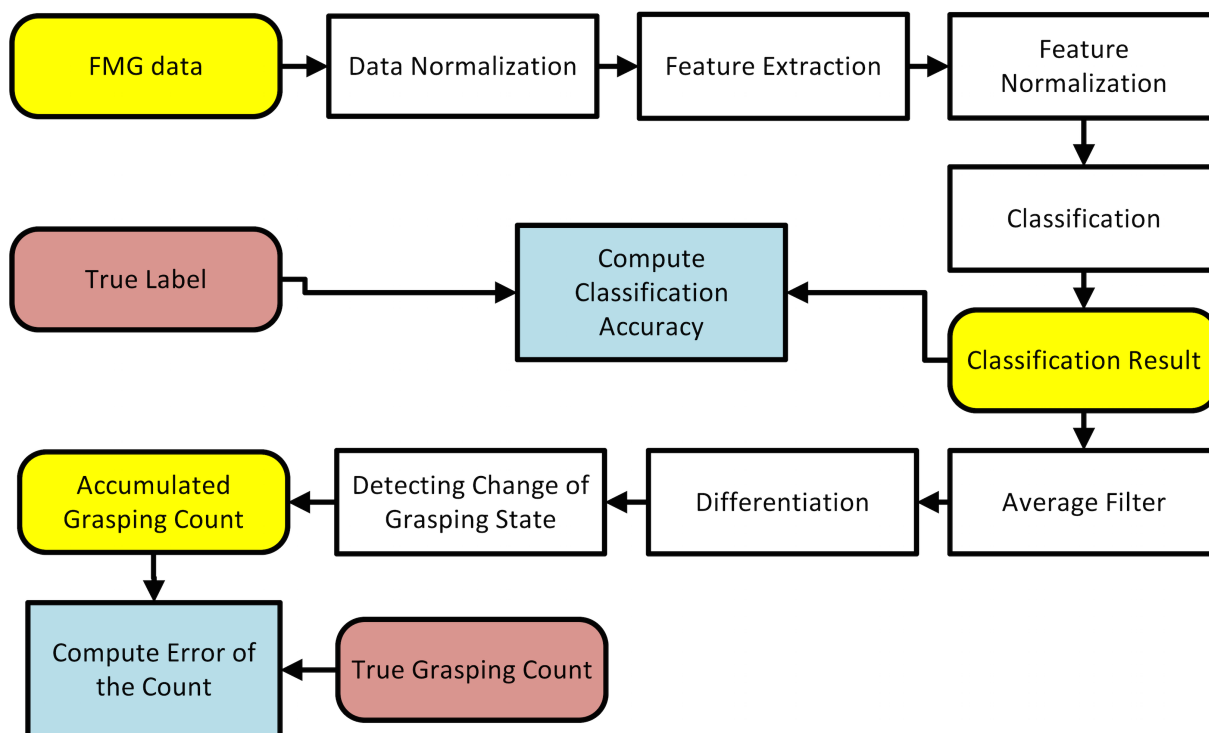 FMG data
Data Normalization
Feature Extraction
Feature
Normalization
Classification
True Label
Compute
Classification
Accuracy
Classification Result
Accumulated
Grasping Count
Detecting Change of
Grasping State
Differentiation
Average Filter
Compute Error of
the Count
True Grasping Count